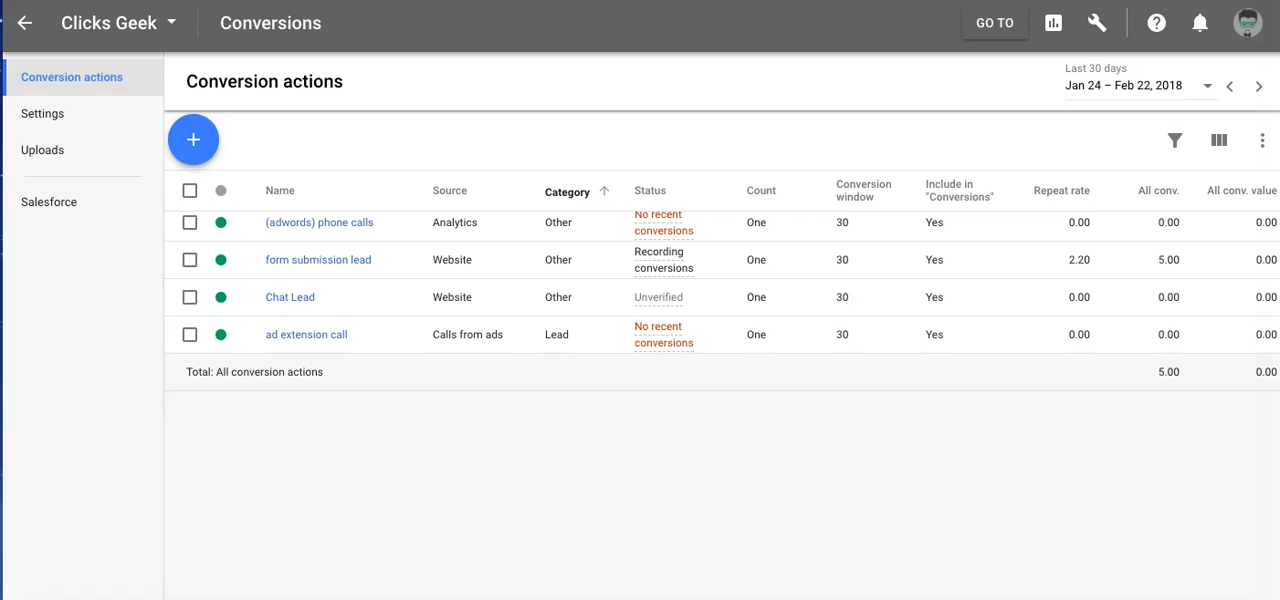 Clicks Geek Conversions GO TO
Conversion actions
Settings
Uploads
Salesforce
Conversion actions
Last 30 days
Jan 24 – Feb 22, 2018
Name Source Category Status Count Conversion window Include in "Conversions" Repeat rate All conv. All conv. value
(adwords) phone calls Analytics Other No recent conversions One 30 Yes 0.00 0.00 0.00
form submission lead Website Other Recording conversions One 30 Yes 2.20 5.00 0.00
Chat Lead Website Other Unverified One 30 Yes 0.00 0.00 0.00
ad extension call Calls from ads Lead No recent conversions One 30 Yes 0.00 0.00 0.00
Total: All conversion actions 5.00 0.00